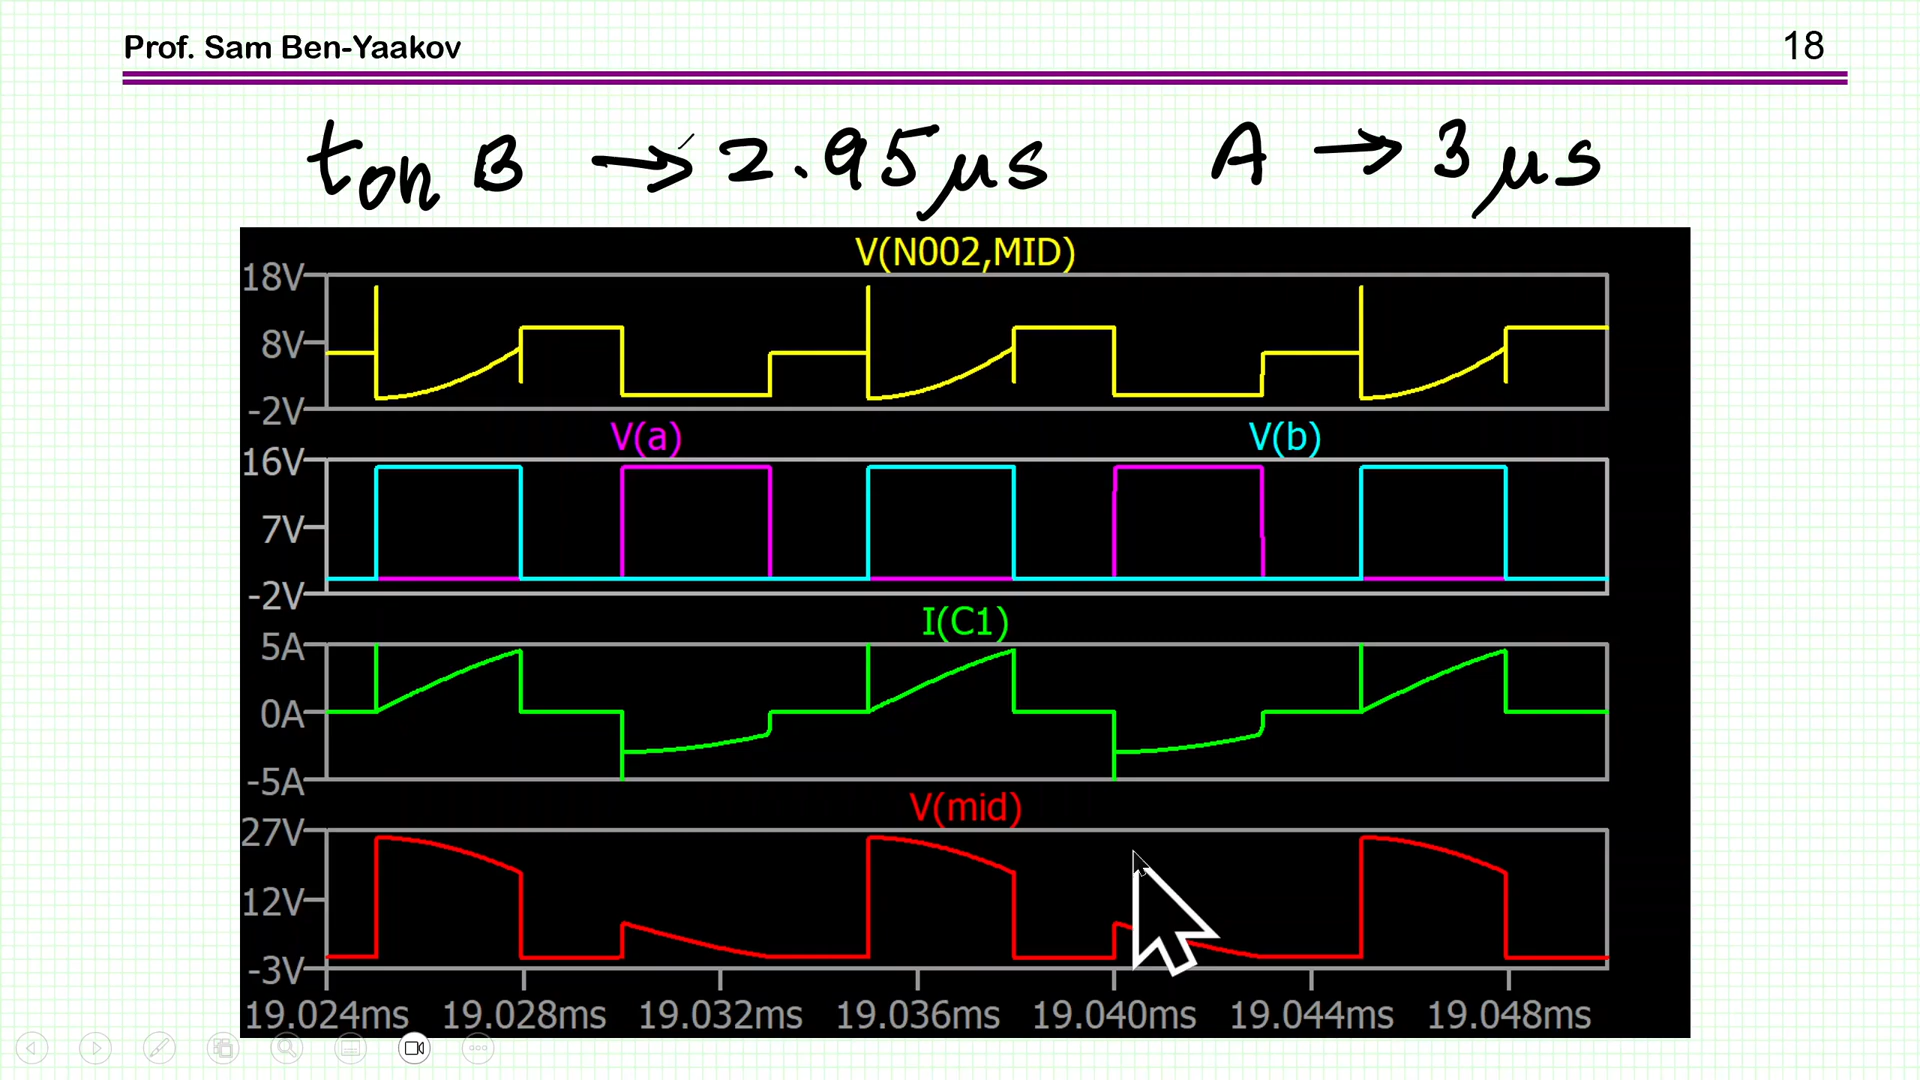 Prof. Sam Ben-Yaakov 18
ton B → 2.95μs A → 3μs
V(N002,MID)
18V
8V
-2V
V(a) V(b)
16V
7V
-2V
I(C1)
5A
0A
-5A
V(mid)
27V
12V
-3V
19.024ms 19.028ms 19.032ms 19.036ms 19.040ms 19.044ms 19.048ms